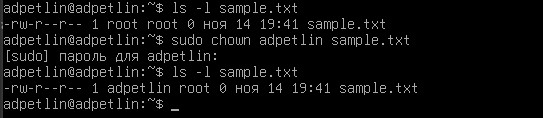 adpetlin@adpetlin:~$ ls -l sample.txt
-rw-r--r-- 1 root root 0 ноя 14 19:41 sample.txt
adpetlin@adpetlin:~$ sudo chown adpetlin sample.txt
[sudo] пароль для adpetlin:
adpetlin@adpetlin:~$ ls -l sample.txt
-rw-r--r-- 1 adpetlin root 0 ноя 14 19:41 sample.txt
adpetlin@adpetlin:~$ _